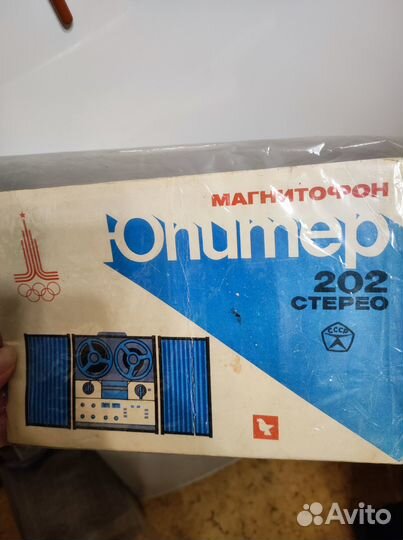 МАГНИТОФОН
Юпитер
202
СТЕРЕО
СССР
Avito